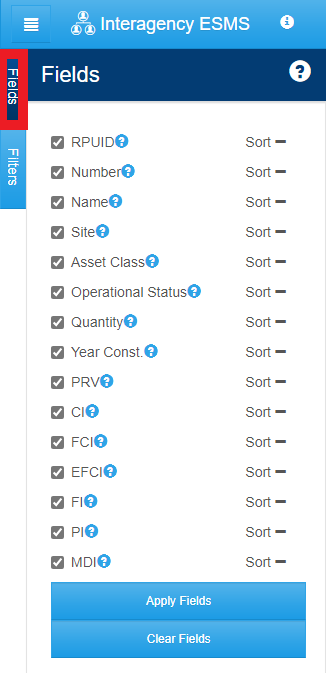 Interagency ESMS
Fields
Filters
Fields
RPUID Sort
Number Sort
Name Sort
Site Sort
Asset Class Sort
Operational Status Sort
Quantity Sort
Year Const. Sort
PRV Sort
CI Sort
FCI Sort
EFCI Sort
FI Sort
PI Sort
MDI Sort
Apply Fields
Clear Fields